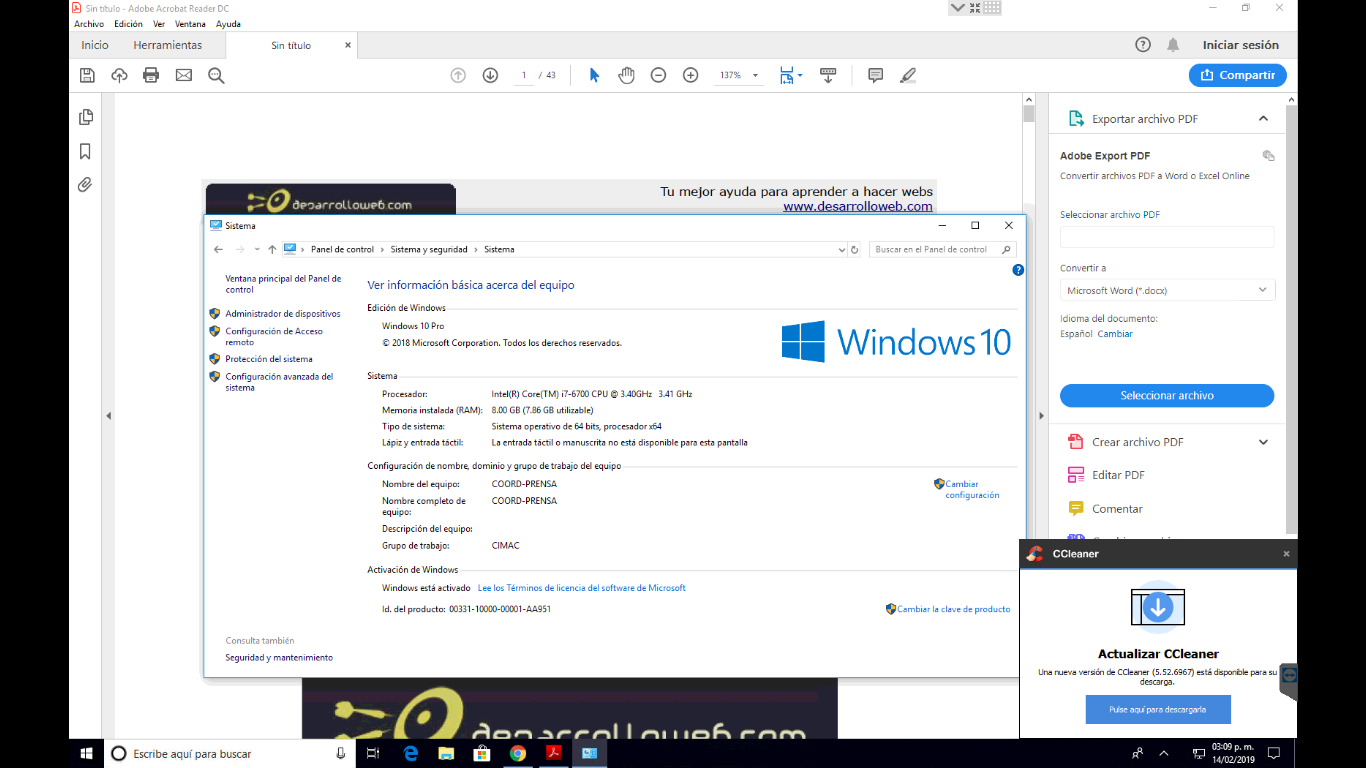 Sin título - Adobe Acrobat Reader DC
Archivo Edición Ver Ventana Ayuda
Inicio Herramientas Sin título × Iniciar sesión
1 / 43 137% Compartir
Exportar archivo PDF
Adobe Export PDF
Convertir archivos PDF a Word o Excel Online
Seleccionar archivo PDF
Convertir a
Microsoft Word (*.docx)
Idioma del documento:
Español Cambiar
Seleccionar archivo
Crear archivo PDF
Editar PDF
Comentar
desarrolloweb.com
Tu mejor ayuda para aprender a hacer webs
www.desarrolloweb.com
Sistema
Panel de control > Sistema y seguridad > Sistema
Buscar en el Panel de control
Ventana principal del Panel de
control
Administrador de dispositivos
Configuración de Acceso
remoto
Protección del sistema
Configuración avanzada del
sistema
Consulta también
Seguridad y mantenimiento
Ver información básica acerca del equipo
Edición de Windows
Windows 10 Pro
© 2018 Microsoft Corporation. Todos los derechos reservados.
Windows 10
Sistema
Procesador: Intel(R) Core(TM) i7-6700 CPU @ 3.40GHz 3.41 GHz
Memoria instalada (RAM): 8.00 GB (7.86 GB utilizable)
Tipo de sistema: Sistema operativo de 64 bits, procesador x64
Lápiz y entrada táctil: La entrada táctil o manuscrita no está disponible para esta pantalla
Configuración de nombre, dominio y grupo de trabajo del equipo
Nombre del equipo: COORD-PRENSA
Cambiar
configuración
Nombre completo de
equipo: COORD-PRENSA
Descripción del equipo:
Grupo de trabajo: CIMAC
Activación de Windows
Windows está activado Lee los Términos de licencia del software de Microsoft
Id. del producto: 00331-10000-00001-AA951
Cambiar la clave de producto
desarrolloweb.com
CCleaner
Actualizar CCleaner
Una nueva versión de CCleaner (5.52.6967) está disponible para su
descarga.
Pulse aquí para descargarla
Escribe aquí para buscar
03:09 p. m.
14/02/2019